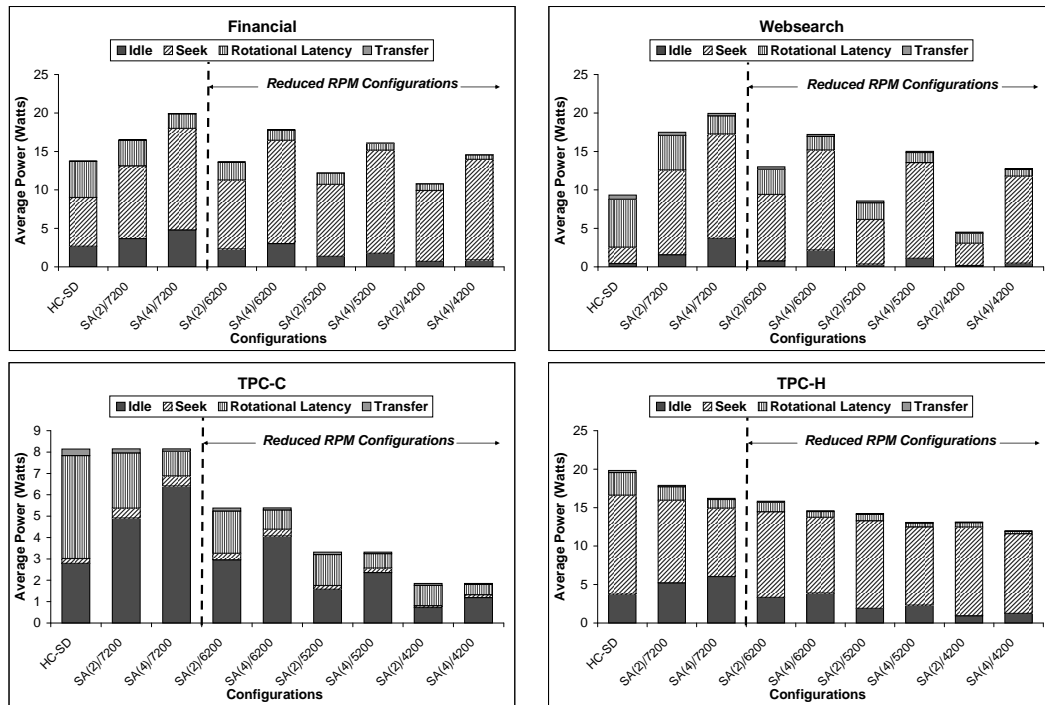 Financial
Idle Seek Rotational Latency Transfer
Reduced RPM Configurations
Average Power (Watts)
25
20
15
10
5
0
HC-SD
SA(2)/7200
SA(4)/7200
SA(2)/6200
SA(4)/6200
SA(2)/5200
SA(4)/5200
SA(2)/4200
SA(4)/4200
Configurations
Websearch
Idle Seek Rotational Latency Transfer
Reduced RPM Configurations
Average Power (Watts)
25
20
15
10
5
0
HC-SD
SA(2)/7200
SA(4)/7200
SA(2)/6200
SA(4)/6200
SA(2)/5200
SA(4)/5200
SA(2)/4200
SA(4)/4200
Configurations
TPC-C
Idle Seek Rotational Latency Transfer
Reduced RPM Configurations
Average Power (Watts)
9
8
7
6
5
4
3
2
1
0
HC-SD
SA(2)/7200
SA(4)/7200
SA(2)/6200
SA(4)/6200
SA(2)/5200
SA(4)/5200
SA(2)/4200
SA(4)/4200
Configurations
TPC-H
Idle Seek Rotational Latency Transfer
Reduced RPM Configurations
Average Power (Watts)
25
20
15
10
5
0
HC-SD
SA(2)/7200
SA(4)/7200
SA(2)/6200
SA(4)/6200
SA(2)/5200
SA(4)/5200
SA(2)/4200
SA(4)/4200
Configurations